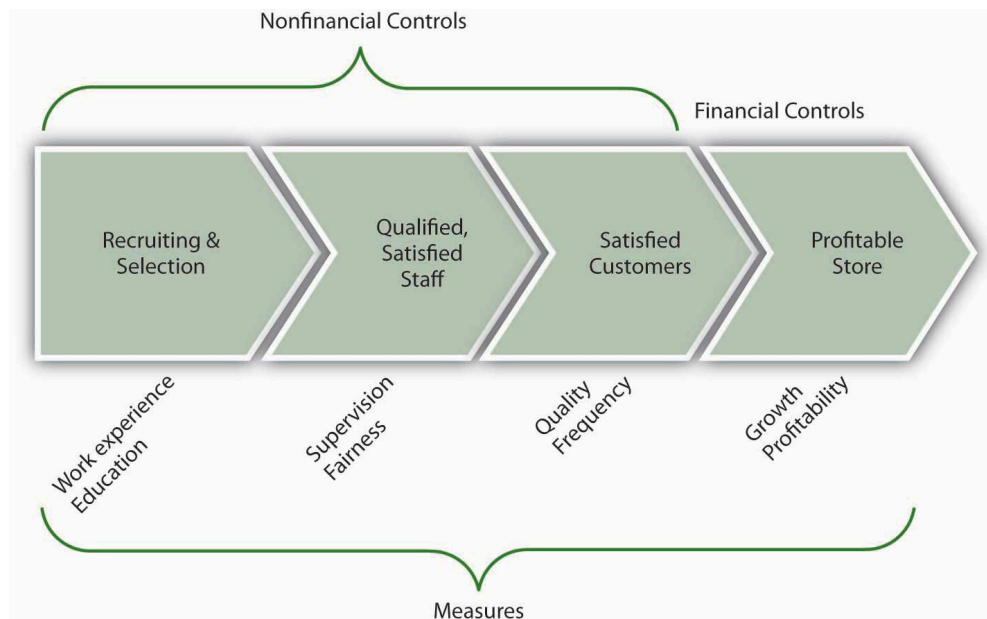 Nonfinancial Controls
Financial Controls
Recruiting &
Selection
Qualified,
Satisfied
Staff
Satisfied
Customers
Profitable
Store
Work experience
Education
Supervision
Fairness
Quality
Frequency
Growth
Profitability
Measures